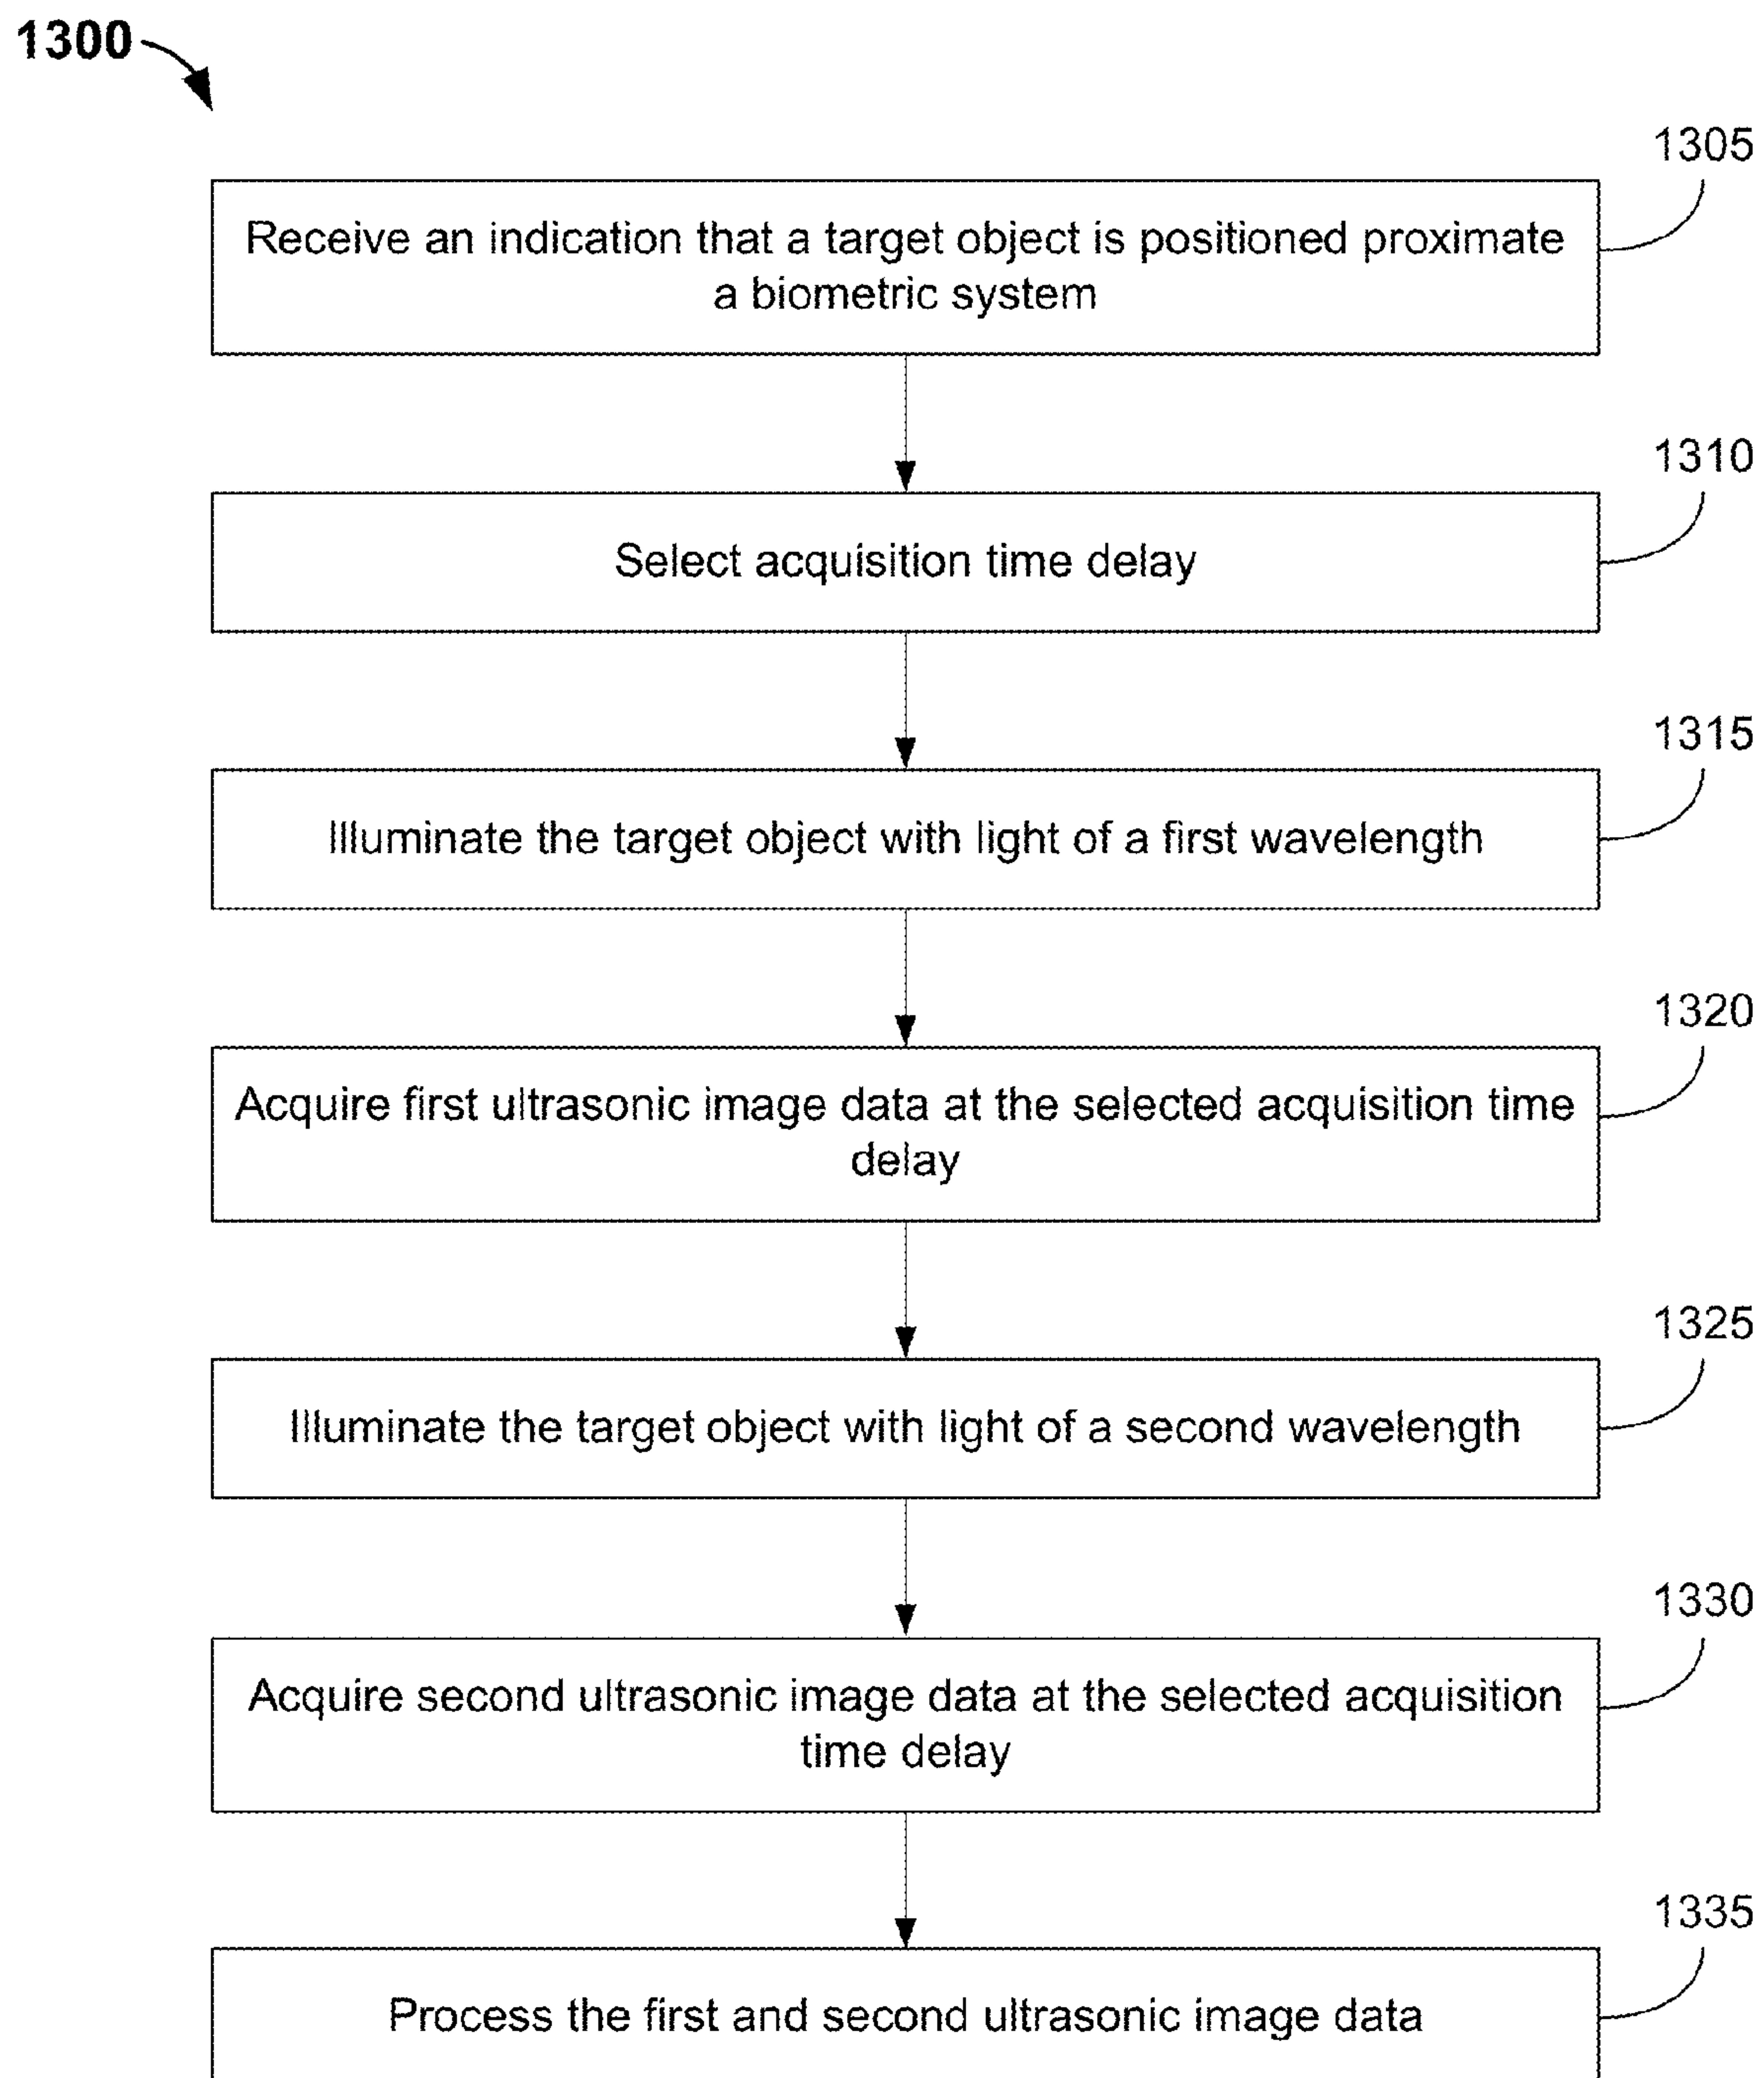 1300
1305
Receive an indication that a target object is positioned proximate
a biometric system
1310
Select acquisition time delay
1315
Illuminate the target object with light of a first wavelength
1320
Acquire first ultrasonic image data at the selected acquisition time
delay
1325
Illuminate the target object with light of a second wavelength
1330
Acquire second ultrasonic image data at the selected acquisition
time delay
1335
Process the first and second ultrasonic image data